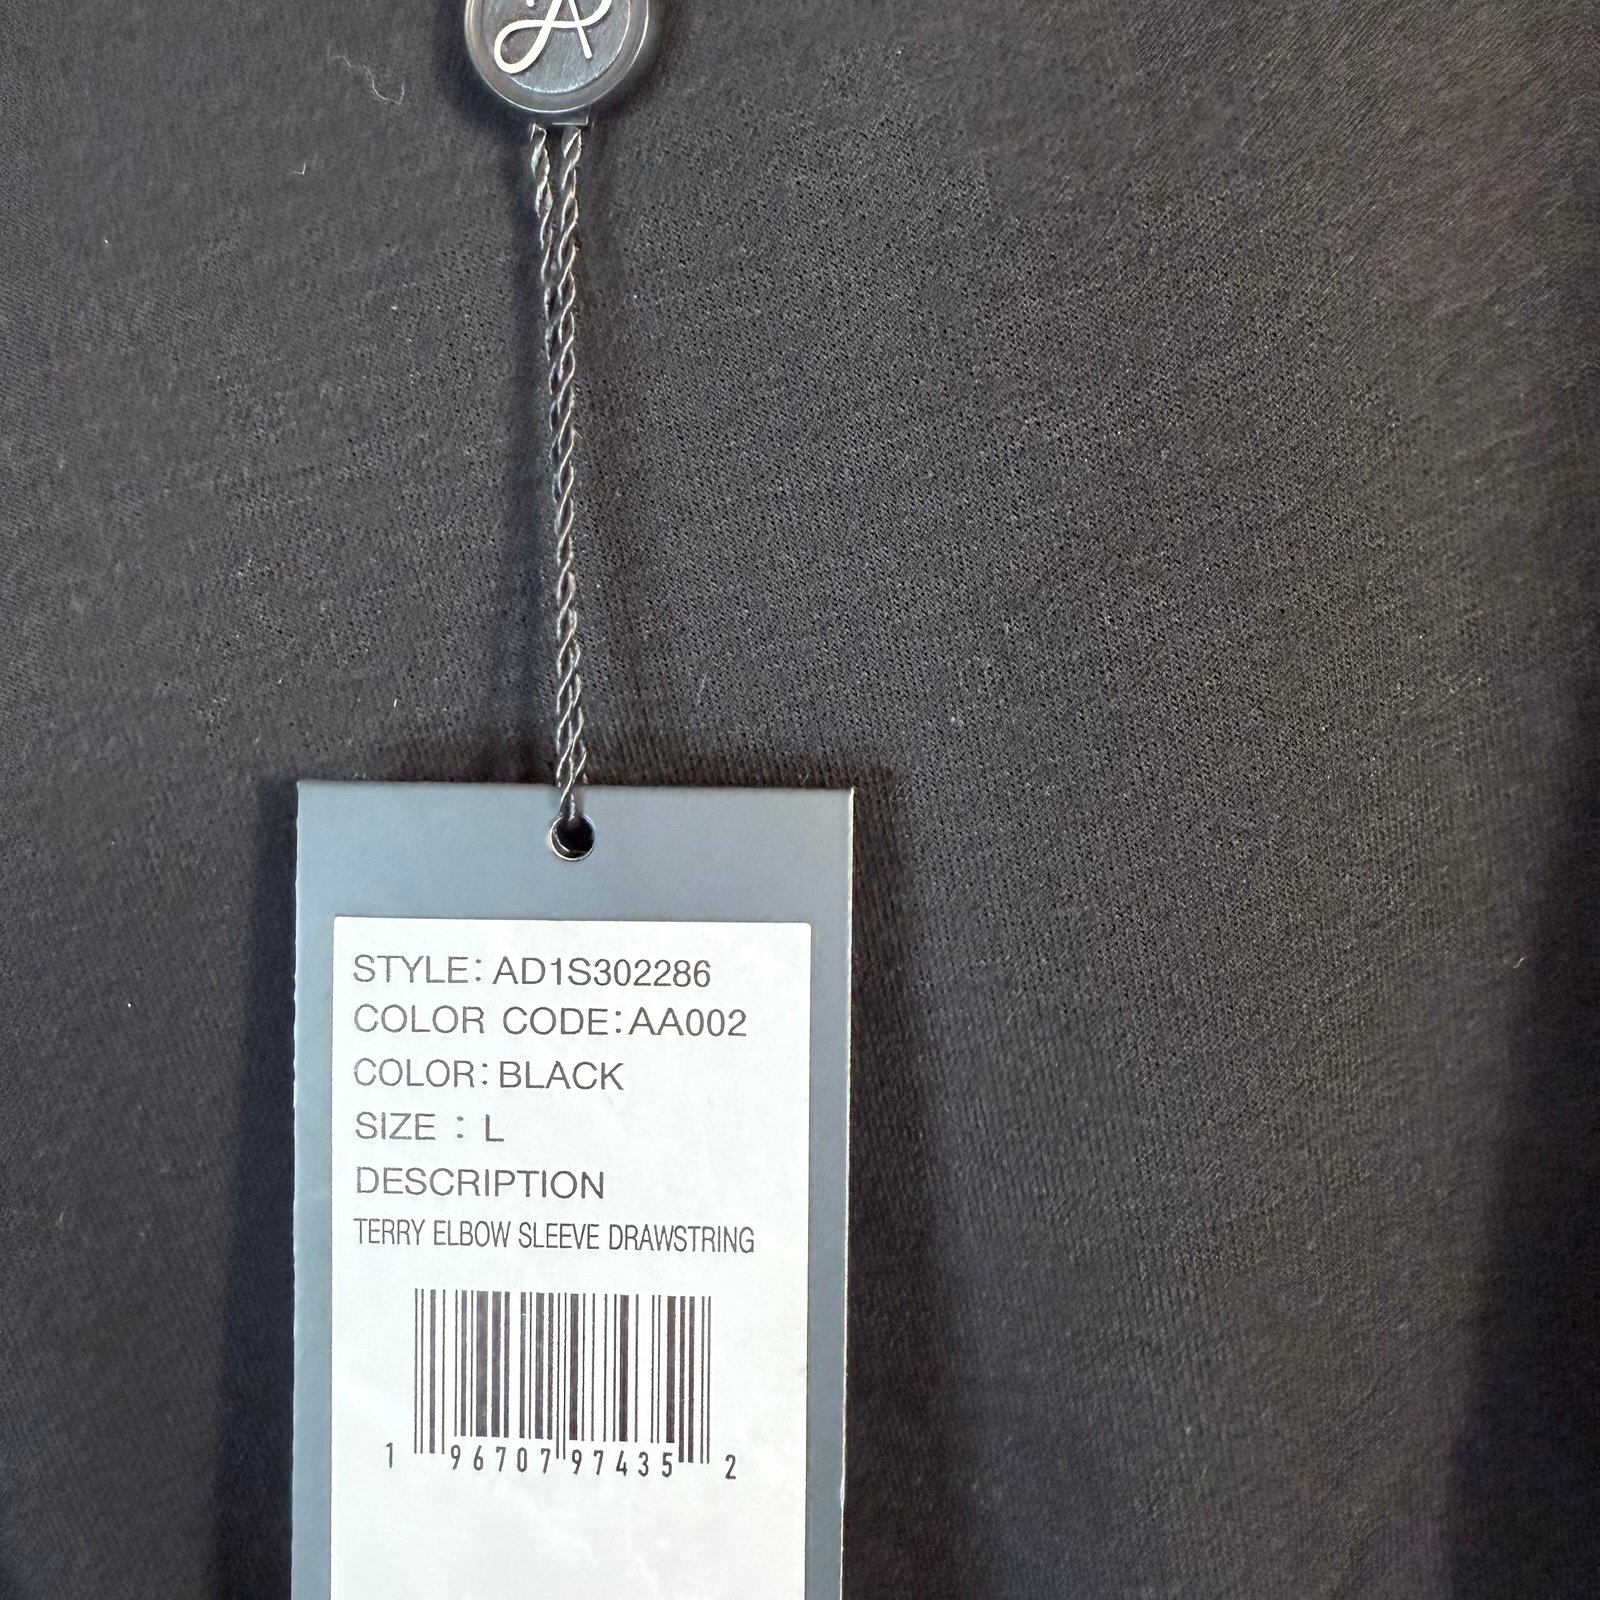 STYLE: AD1S302286
COLOR CODE: AA002
COLOR: BLACK
SIZE : L
DESCRIPTION
TERRY ELBOW SLEEVE DRAWSTRING
1 96707 97435 2